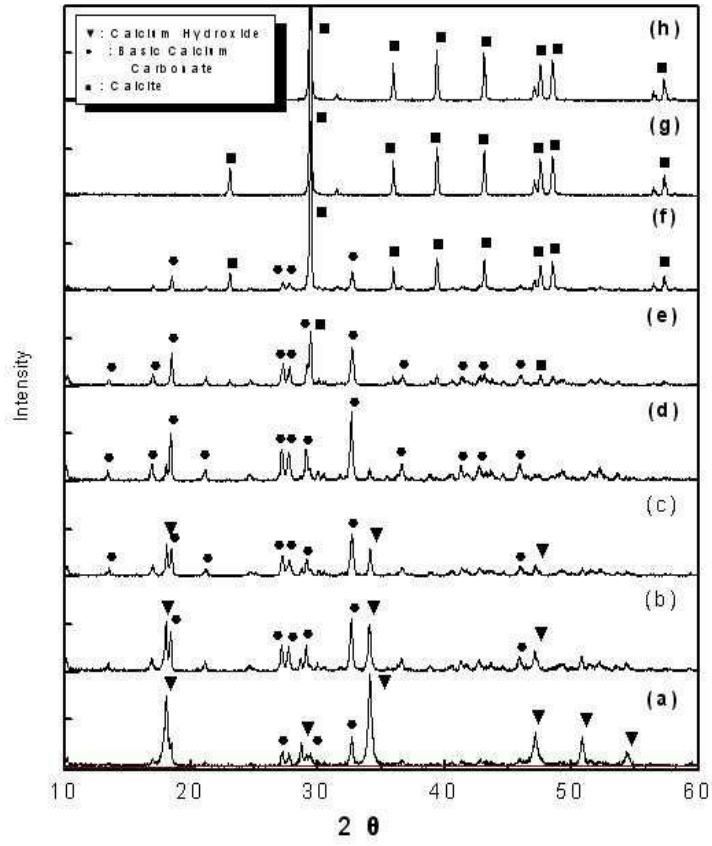 ▼: Calcium Hydroxide
● : Basic Calcium
Carbonate
■ : Calcite
(h)
(g)
(f)
(e)
(d)
(c)
(b)
(a)
Intensity
10 20 30 40 50 60
2 θ